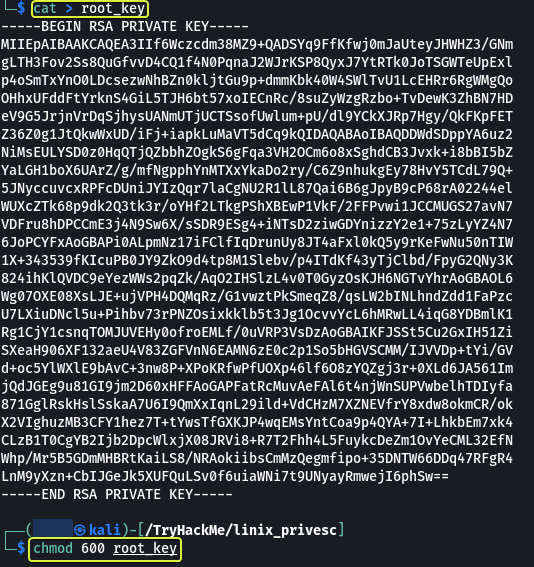 $ cat > root_key
-----BEGIN RSA PRIVATE KEY-----
MIIEpAIBAAKCAQEA3IIf6Wczcdm38MZ9+QADSYq9FfKfwj0mJaUteyJHWHZ3/GNm
gLTH3Fov2Ss8QuGfvvD4CQ1f4N0PqnaJ2WJrKSP8QyxJ7YtRTk0JoTSGWTeUpExl
p4oSmTxYnO0LDcsezwNhBZn0kljtGu9p+dmmKbk40W4SWlTvU1LcEHRr6RgWMgQo
OHhxUFddFtYrknS4GiL5TJH6bt57xoIECnRc/8suZyWzgRzbo+TvDewK3ZhBN7HD
eV9G5JrjnVrDqSjhysUANmUTjUCTSsofUwlum+pU/dl9YCkXJRp7Hgy/QkFKpFET
Z36Z0g1JtQkwWxUD/iFj+iapkLuMaVT5dCq9kQIDAQABAoIBAQDDWdSDppYA6uz2
NiMsEULYSD0z0HqQTjQZbbhZOgkS6gFqa3VH2OCm6o8xSghdCB3Jvxk+i8bBI5bZ
YaLGH1boX6UArZ/g/mfNgpphYnMTXxYkaDo2ry/C6Z9nhukgEy78HvY5TCdL79Q+
5JNyccuvcxRPFcDUniJYIzQqr7laCgNU2R1lL87Qai6B6gJpyB9cP68rA02244el
WUXcZTk68p9dk2Q3tk3r/oYHf2LTkgPShXBEwP1VkF/2FFPvwi1JCCMUGS27avN7
VDFru8hDPCCmE3j4N9Sw6X/sSDR9ESg4+iNTsD2ziwGDYnizzY2e1+75zLyYZ4N7
6JoPCYFxAoGBAPi0ALpmNz17iFClfIqDrunUy8JT4aFxl0kQ5y9rKeFwNu50nTIW
1X+343539fKIcuPB0JY9ZkO9d4tp8M1Slebv/p4ITdKf43yTjClbd/FpyG2QNy3K
824ihKlQVDC9eYezWWs2pqZk/AqO2IHSlzL4v0T0GyzOsKJH6NGTvYhrAoGBAOL6
Wg07OXE08XsLJE+ujVPH4DQMqRz/G1vwztPkSmeqZ8/qsLW2bINLhndZdd1FaPzc
U7LXiuDNcl5u+Pihbv73rPNZOsixkklb5t3Jg1OcvvYcL6hMRwLL4iqG8YDBmlK1
Rg1CjY1csnqTOMJUVEHy0ofroEMLf/0uVRP3VsDzAoGBAIKFJSSt5Cu2GxIH51Zi
SXeaH906XF132aeU4V83ZGFVnN6EAMN6zE0c2p1So5bHGVSCMM/IJVVDp+tYi/GV
d+oc5YlWXlE9bAvC+3nw8P+XPoKRfwPfUOXp46lf6O8zYQZgj3r+0XLd6JA561Im
jQdJGEg9u81GI9jm2D60xHFFAoGAPFatRcMuvAeFAl6t4njWnSUPVwbelhTDIyfa
871GglRskHslSskaA7U6I9QmXxIqnL29ild+VdCHzM7XZNEVfrY8xdw8okmCR/ok
X2VIghuzMB3CFY1hez7T+tYwsTfGXKJP4wqEMsYntCoa9p4QYA+7I+LhkbEm7xk4
CLzB1T0CgYB2Ijb2DpcWlxjX08JRVi8+R7T2Fhh4L5FuykcDeZm1OvYeCML32EfN
Whp/Mr5B5GDmMHBRtKaiLS8/NRAokiibsCmMzQegmfipo+35DNTW66DDq47RFgR4
LnM9yXzn+CbIJGeJk5XUFQuLSv0f6uiaWNi7t9UNyayRmwejI6phSw==
-----END RSA PRIVATE KEY-----
kali)-[/TryHackMe/linix_privesc]
$ chmod 600 root_key